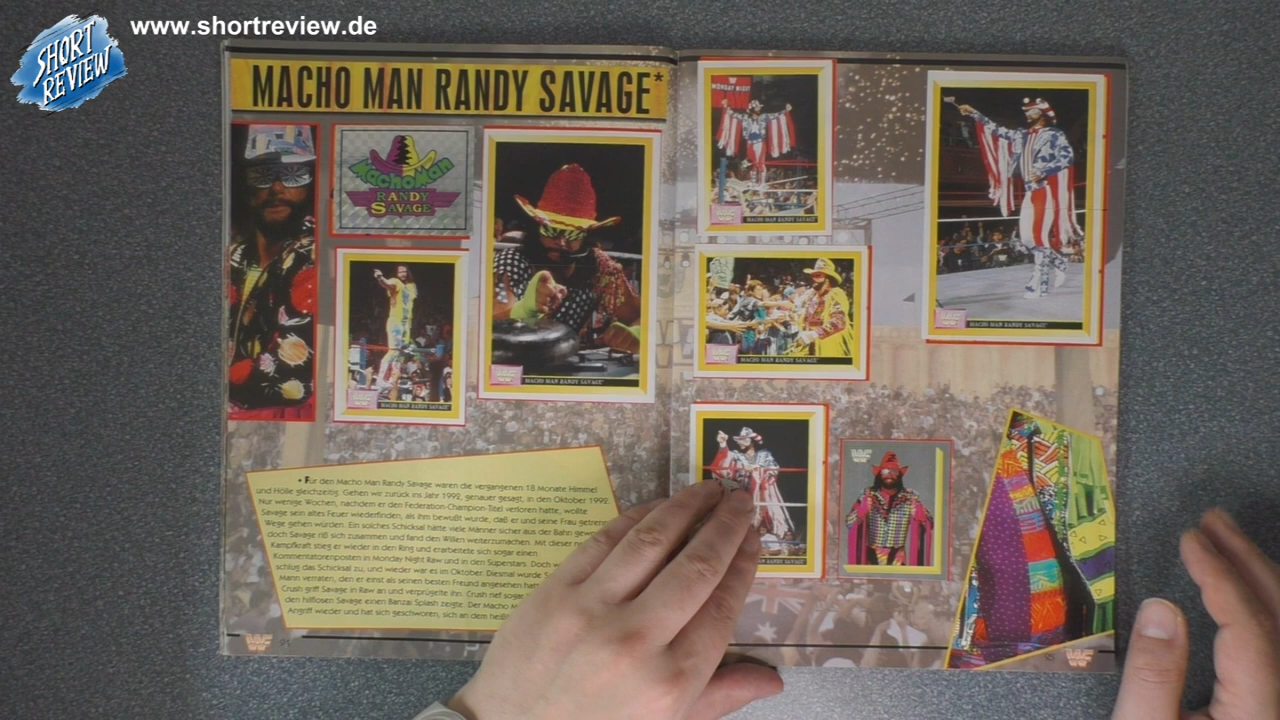 www.shortreview.de
SHORT
REVIEW
MACHO MAN RANDY SAVAGE*
MachoMan
RANDY
SAVAGE
MACHO MAN RANDY SAVAGE
MACHO MAN RANDY SAVAGE
MONDAY NIGHT
MACHO MAN RANDY SAVAGE
MACHO MAN RANDY SAVAGE
MACHO MAN RANDY SAVAGE
RANDY SAVAGE
• Für den Macho Man Randy Savage waren die vergangenen 18 Monate Himmel
und Hölle gleichzeitig. Gehen wir zurück ins Jahr 1992, genauer gesagt, in den Oktober 1992.
Nur wenige Wochen, nachdem er den Federation-Champion-Titel verloren hatte, wollte
Savage sein altes Feuer wiederfinden, als ihm bewußt wurde, daß er und seine Frau getrennte
Wege gehen würden. Ein solches Schicksal hätte viele Männer sicher aus der Bahn
doch Savage riß sich zusammen und fand den Willen weiterzumachen. Mit dieser
Kampfkraft stieg er wieder in den Ring und erarbeitete sich sogar einen
Kommentatorenposten in Monday Night Raw und in den Superstars. Doch
schlug das Schicksal zu, und wieder war es im Oktober. Diesmal wurde
Mann verraten, den er einst als seinen besten Freund angesehen
Crush griff Savage in Raw an und verprügelte ihn. Crush rief sogar
den hilflosen Savage einen Banzai Splash zeigte. Der Macho
Angriff wieder und hat sich geschworen, sich an dem